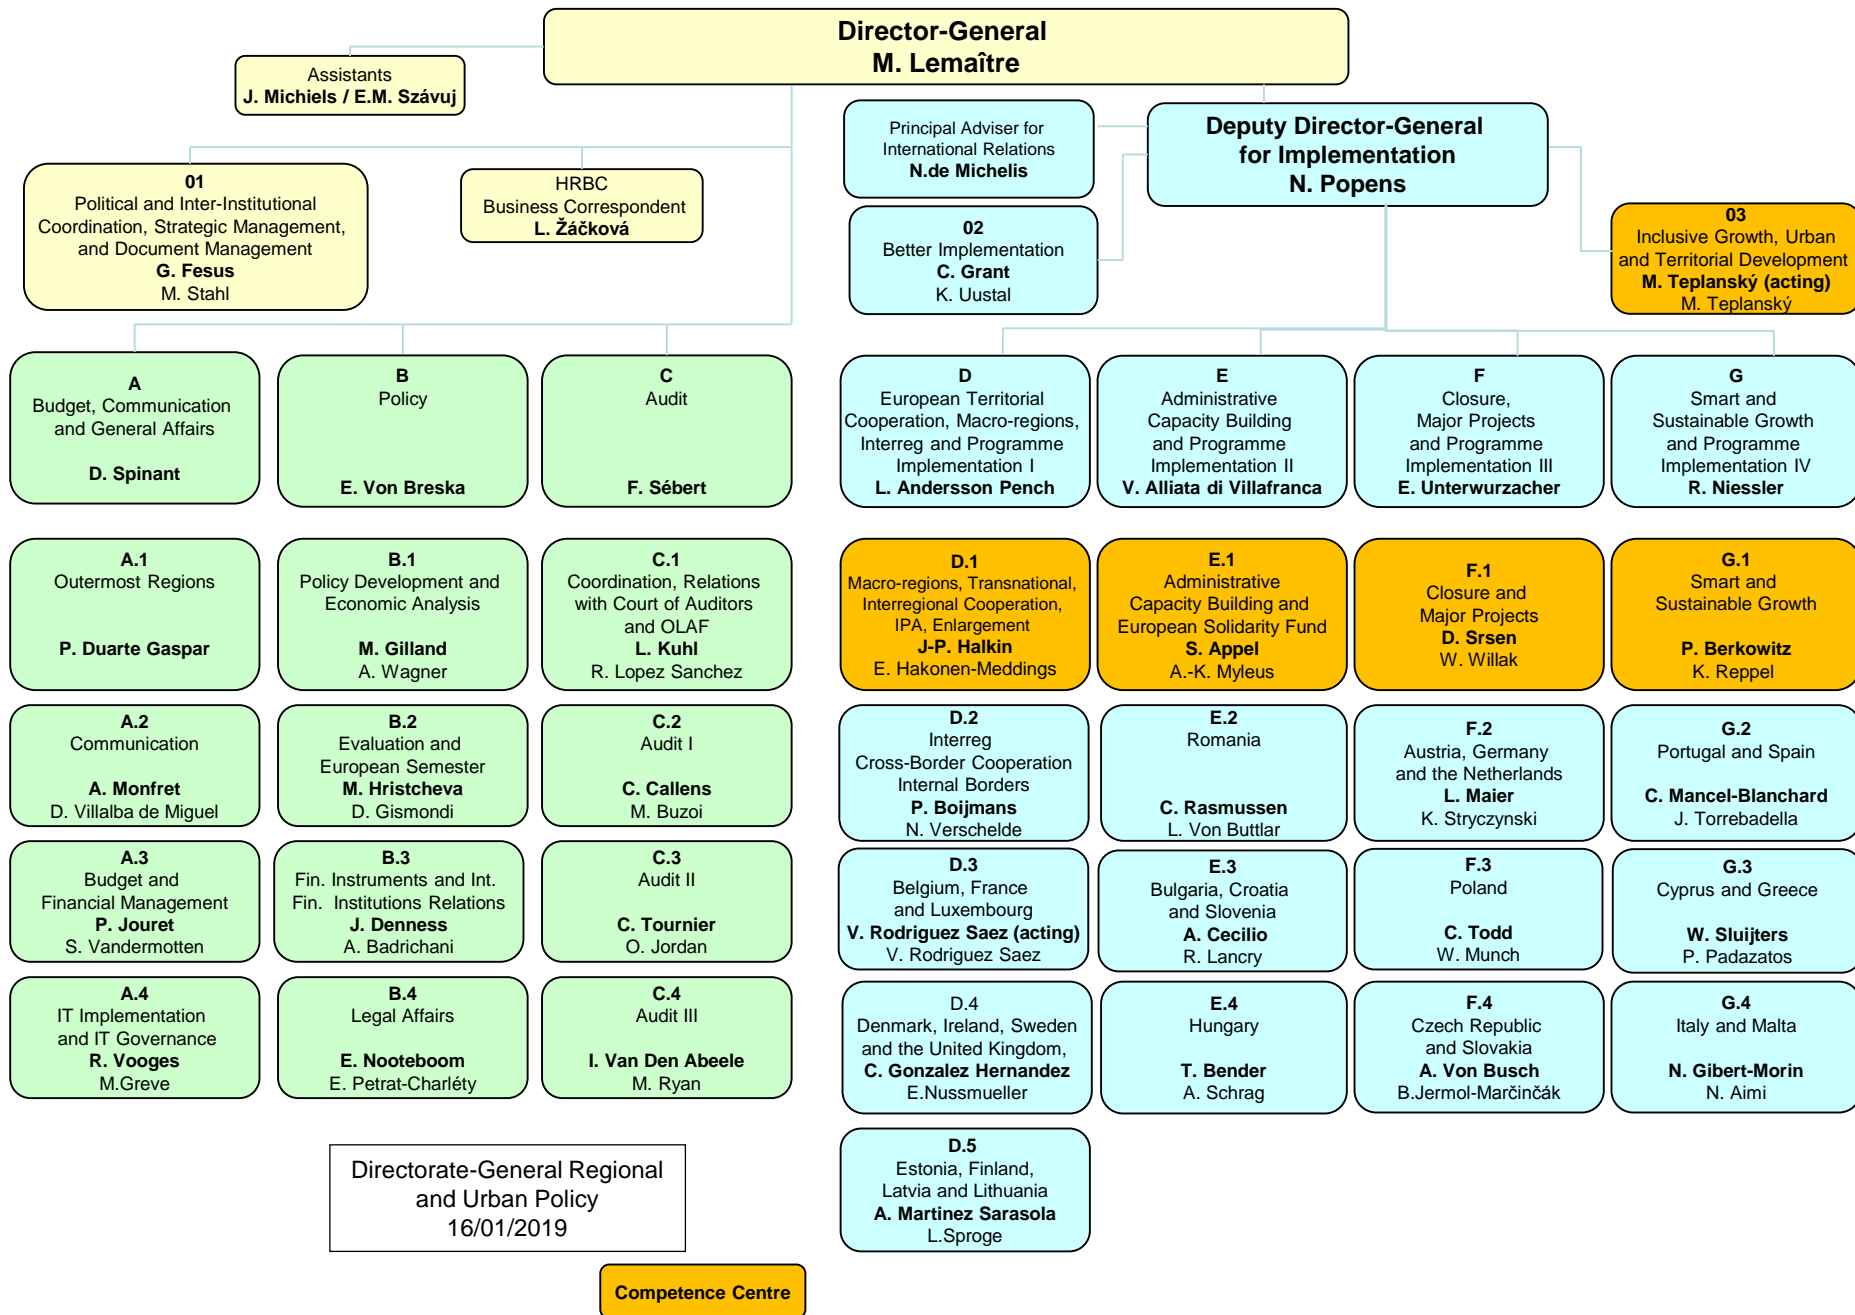 Director-General
M. Lemaître
Assistants
J. Michiels / E.M. Szávuj
Principal Adviser for
International Relations
N.de Michelis
Deputy Director-General
for Implementation
N. Popens
01
Political and Inter-Institutional
Coordination, Strategic Management,
and Document Management
G. Fesus
M. Stahl
HRBC
Business Correspondent
L. Žáčková
02
Better Implementation
C. Grant
K. Uustal
03
Inclusive Growth, Urban
and Territorial Development
M. Teplanský (acting)
M. Teplanský
A
Budget, Communication
and General Affairs
D. Spinant
B
Policy
E. Von Breska
C
Audit
F. Sébert
D
European Territorial
Cooperation, Macro-regions,
Interreg and Programme
Implementation I
L. Andersson Pench
E
Administrative
Capacity Building
and Programme
Implementation II
V. Alliata di Villafranca
F
Closure,
Major Projects
and Programme
Implementation III
E. Unterwurzacher
G
Smart and
Sustainable Growth
and Programme
Implementation IV
R. Niessler
A.1
Outermost Regions
P. Duarte Gaspar
B.1
Policy Development and
Economic Analysis
M. Gilland
A. Wagner
C.1
Coordination, Relations
with Court of Auditors
and OLAF
L. Kuhl
R. Lopez Sanchez
D.1
Macro-regions, Transnational,
Interregional Cooperation,
IPA, Enlargement
J-P. Halkin
E. Hakonen-Meddings
E.1
Administrative
Capacity Building and
European Solidarity Fund
S. Appel
A.-K. Myleus
F.1
Closure and
Major Projects
D. Srsen
W. Willak
G.1
Smart and
Sustainable Growth
P. Berkowitz
K. Reppel
A.2
Communication
A. Monfret
D. Villalba de Miguel
B.2
Evaluation and
European Semester
M. Hristcheva
D. Gismondi
C.2
Audit I
C. Callens
M. Buzoi
D.2
Interreg
Cross-Border Cooperation
Internal Borders
P. Boijmans
N. Verschelde
E.2
Romania
C. Rasmussen
L. Von Buttlar
F.2
Austria, Germany
and the Netherlands
L. Maier
K. Stryczynski
G.2
Portugal and Spain
C. Mancel-Blanchard
J. Torrebadella
A.3
Budget and
Financial Management
P. Jouret
S. Vandermotten
B.3
Fin. Instruments and Int.
Fin. Institutions Relations
J. Denness
A. Badrichani
C.3
Audit II
C. Tournier
O. Jordan
D.3
Belgium, France
and Luxembourg
V. Rodriguez Saez (acting)
V. Rodriguez Saez
E.3
Bulgaria, Croatia
and Slovenia
A. Cecilio
R. Lancry
F.3
Poland
C. Todd
W. Munch
G.3
Cyprus and Greece
W. Sluijters
P. Padazatos
A.4
IT Implementation
and IT Governance
R. Vooges
M.Greve
B.4
Legal Affairs
E. Nooteboom
E. Petrat-Charléty
C.4
Audit III
I. Van Den Abeele
M. Ryan
D.4
Denmark, Ireland, Sweden
and the United Kingdom,
C. Gonzalez Hernandez
E.Nussmueller
E.4
Hungary
T. Bender
A. Schrag
F.4
Czech Republic
and Slovakia
A. Von Busch
B.Jermol-Marčinčák
G.4
Italy and Malta
N. Gibert-Morin
N. Aimi
D.5
Estonia, Finland,
Latvia and Lithuania
A. Martinez Sarasola
L.Sproge
Directorate-General Regional
and Urban Policy
16/01/2019
Competence Centre